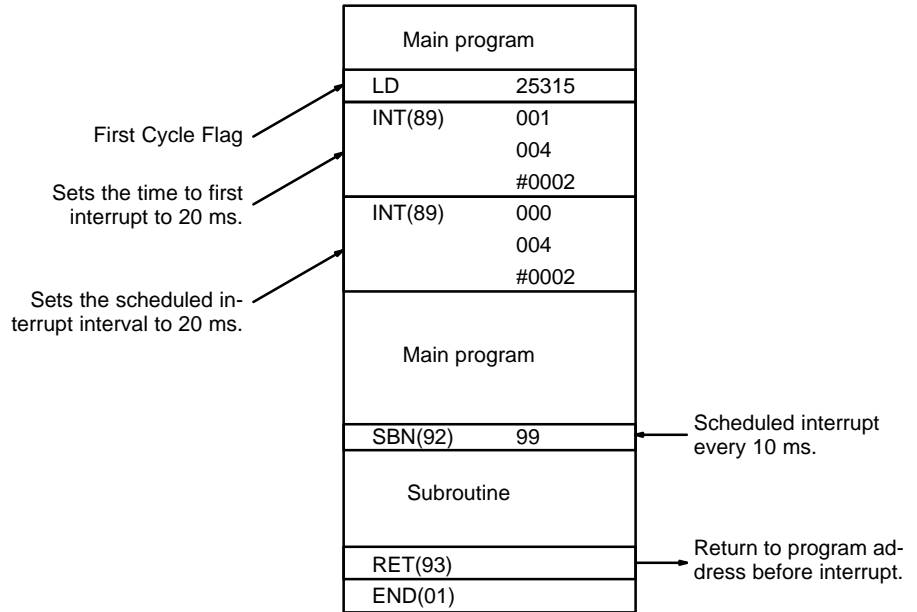 Main program
LD 25315
First Cycle Flag
INT(89) 001
004
#0002
Sets the time to first
interrupt to 20 ms.
INT(89) 000
004
#0002
Sets the scheduled in-
terrupt interval to 20 ms.
Main program
SBN(92) 99
Scheduled interrupt
every 10 ms.
Subroutine
RET(93)
Return to program ad-
dress before interrupt.
END(01)